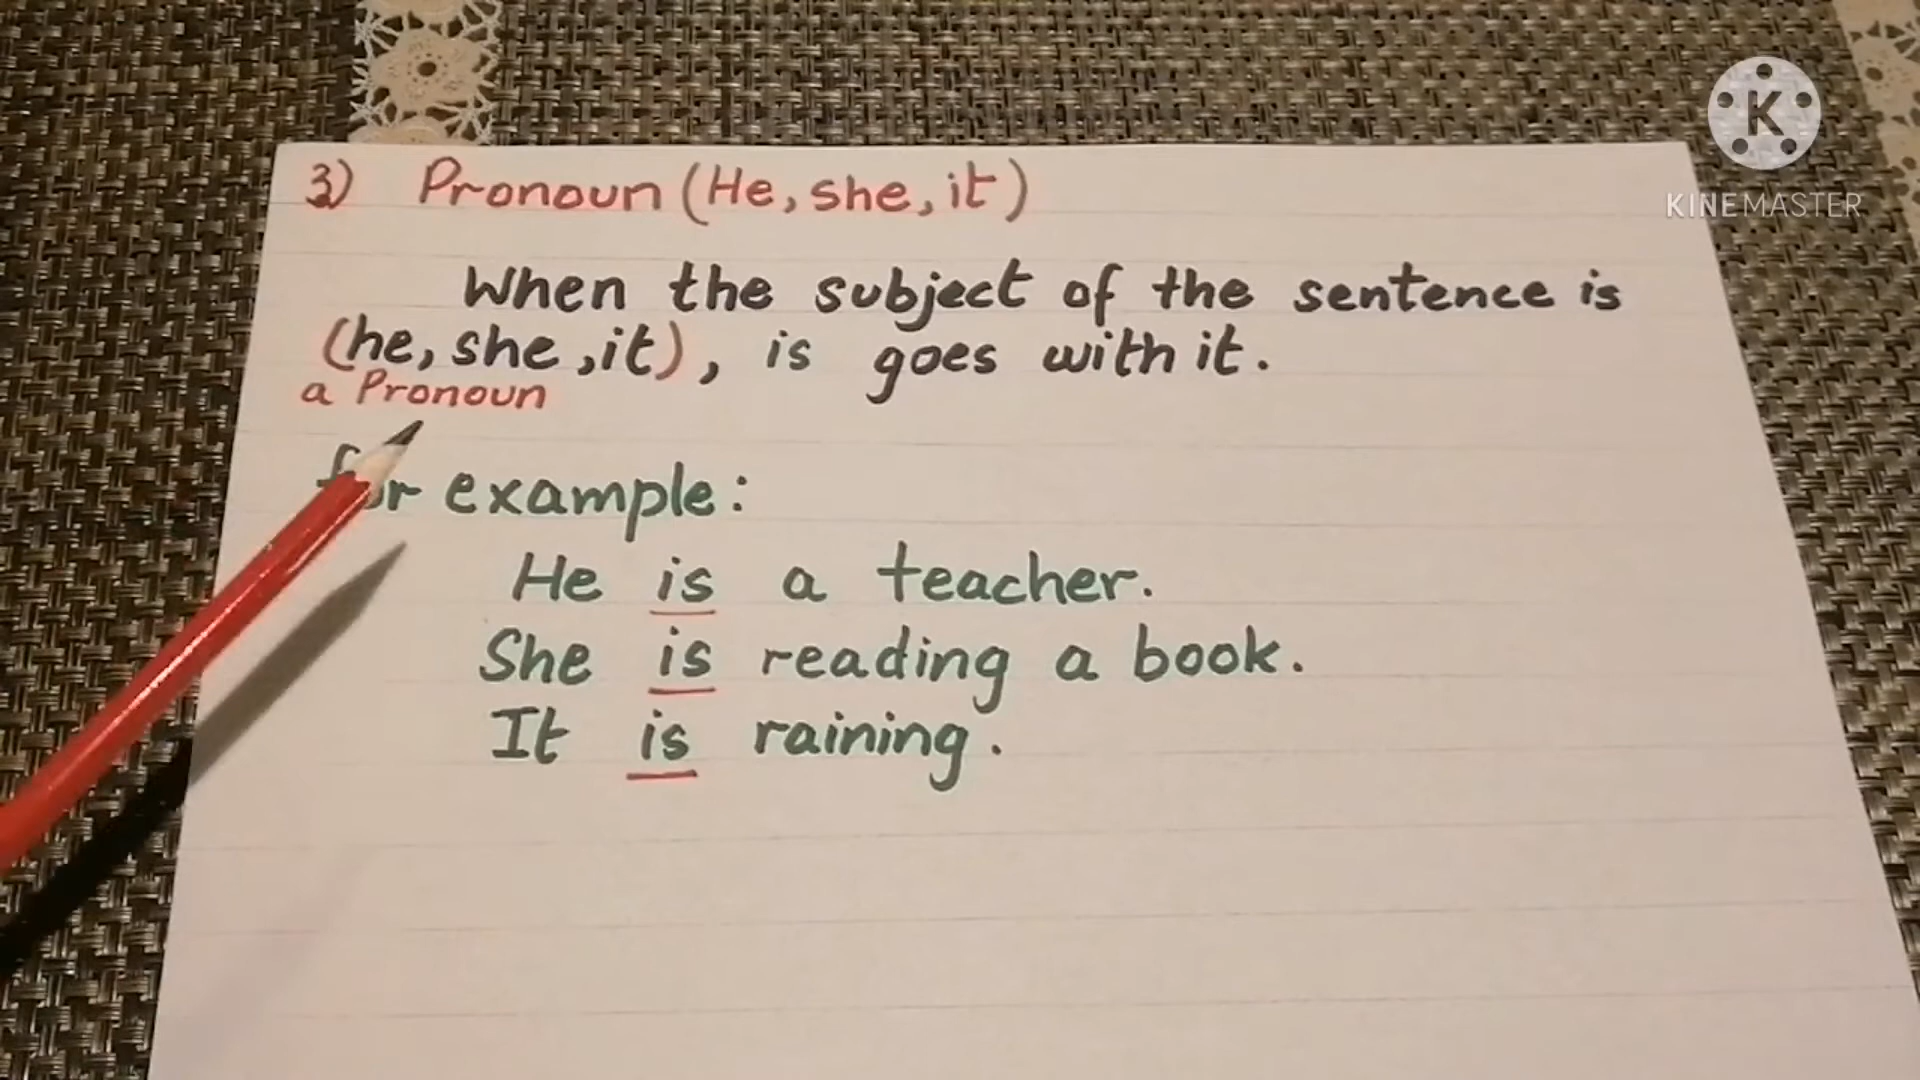 3) Pronoun (He, she, it)
When the subject of the sentence is
(he, she, it), is goes with it.
a Pronoun
for example:
He is a teacher.
She is reading a book.
It is raining.
K
KINEMASTER